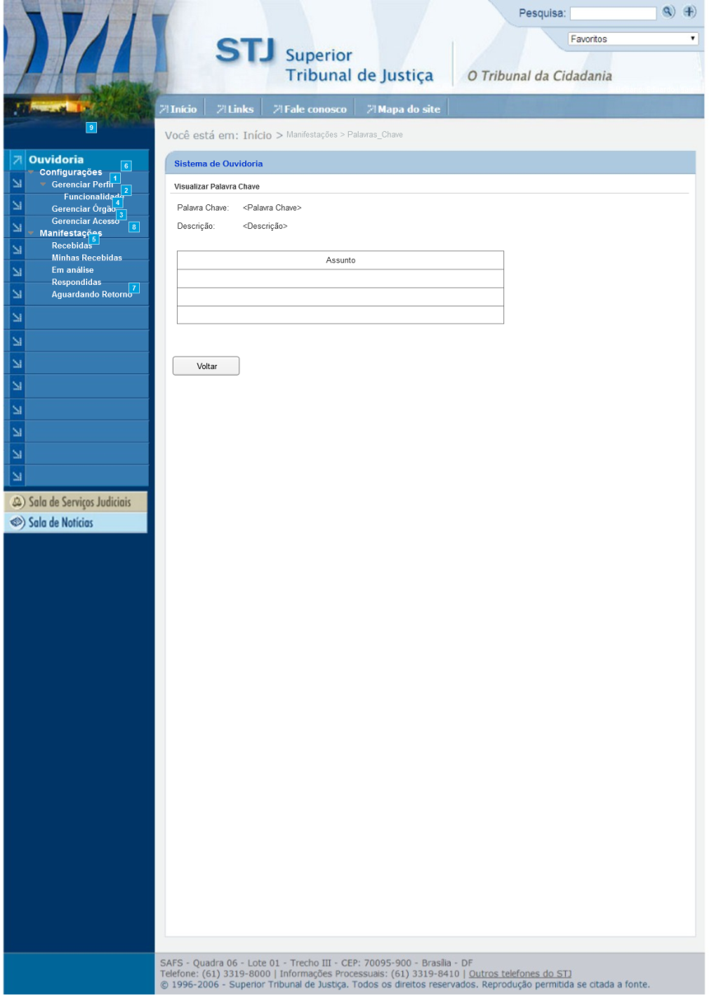 Pesquisa:
Favoritos
STJ Superior
Tribunal de Justiça
O Tribunal da Cidadania
Início Links Fale conosco Mapa do site
9
Você está em: Início > Manifestações > Palavras_Chave
Ouvidoria
6
Configurações
1
Gerenciar Perfil
2
Funcionalidade
4
Gerenciar Órgão
3
Gerenciar Acesso
8
Manifestações
5
Recebidas
Minhas Recebidas
Em análise
Respondidas
7
Aguardando Retorno
Sala de Serviços Judiciais
Sala de Notícias
Sistema de Ouvidoria
Visualizar Palavra Chave
Palavra Chave: <Palavra Chave>
Descrição: <Descrição>
Assunto
Voltar
SAFS - Quadra 06 - Lote 01 - Trecho III - CEP: 70095-900 - Brasília - DF
Telefone: (61) 3319-8000 | Informações Processuais: (61) 3319-8410 | Outros telefones do STJ
© 1996-2006 - Superior Tribunal de Justiça. Todos os direitos reservados. Reprodução permitida se citada a fonte.